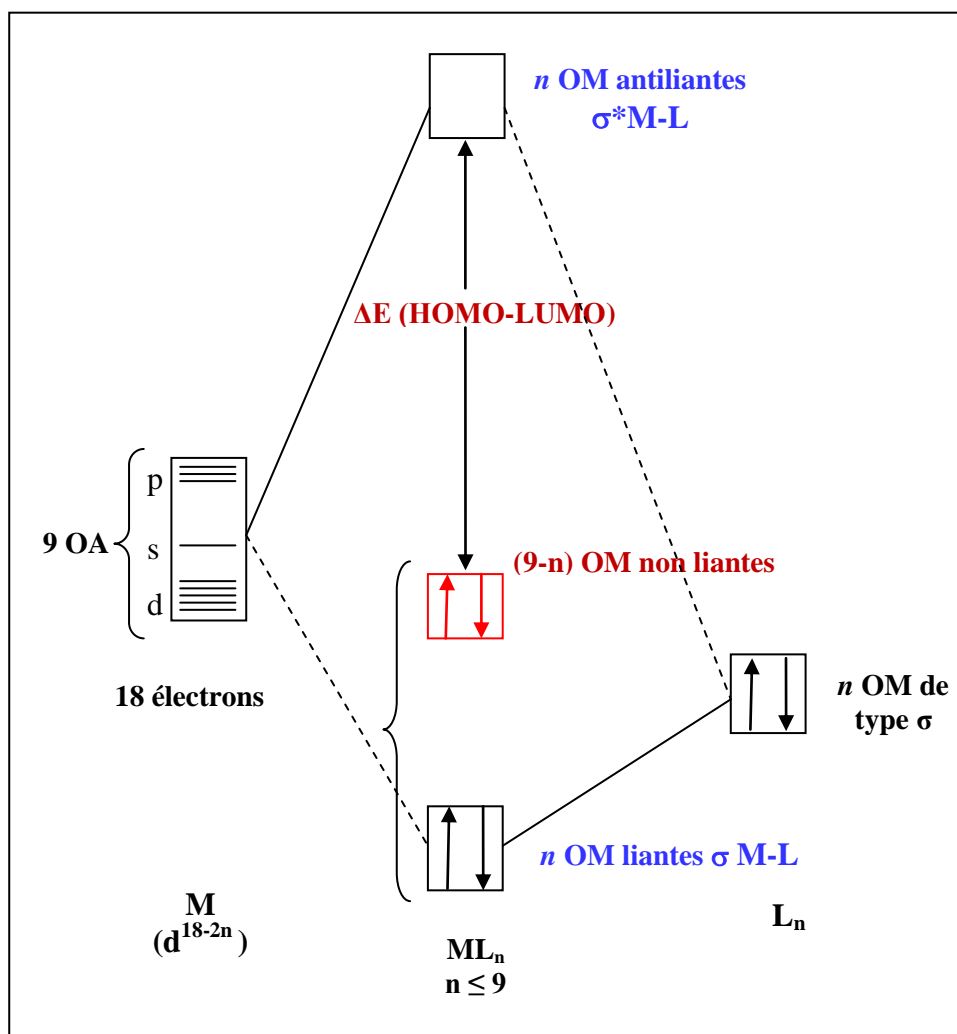 n OM antiliantes
σ*M-L
ΔE (HOMO-LUMO)
p
9 OA
s
d
(9-n) OM non liantes
18 électrons
n OM de
type σ
n OM liantes σ M-L
M
(d¹⁸⁻²ⁿ)
Lₙ
MLₙ
n ≤ 9